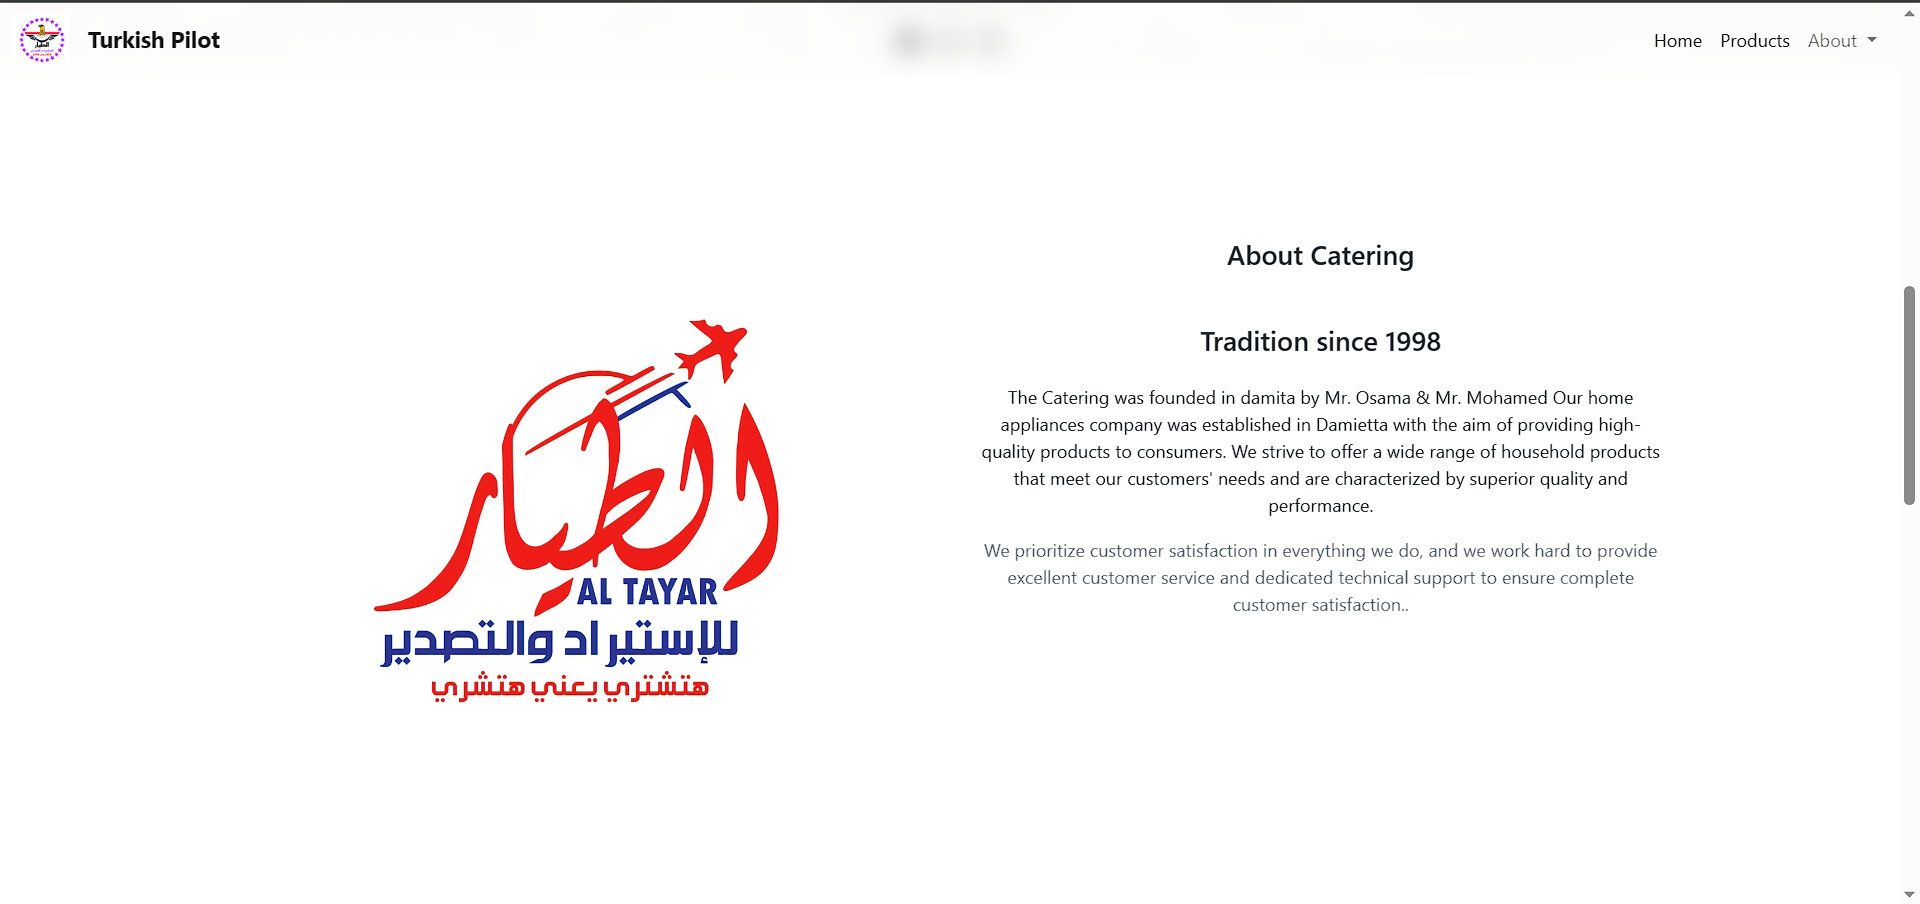 Turkish Pilot
Home Products About
About Catering
Tradition since 1998
The Catering was founded in damita by Mr. Osama & Mr. Mohamed Our home
appliances company was established in Damietta with the aim of providing high-
quality products to consumers. We strive to offer a wide range of household products
that meet our customers' needs and are characterized by superior quality and
performance.
We prioritize customer satisfaction in everything we do, and we work hard to provide
excellent customer service and dedicated technical support to ensure complete
customer satisfaction..
الطيار
AL TAYAR
للإستيراد والتصدير
هتشتري يعني هتشري